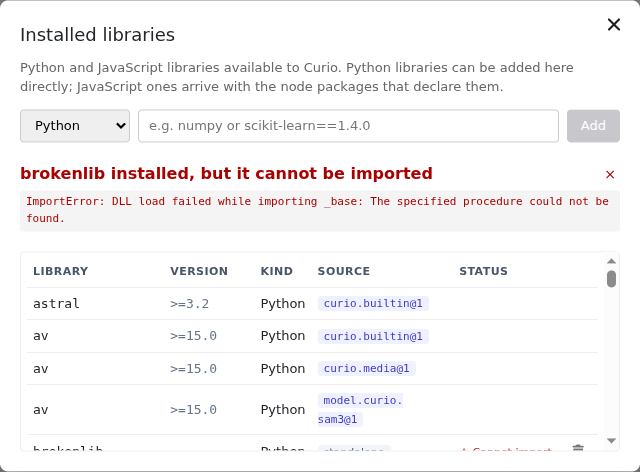 Installed libraries
Python and JavaScript libraries available to Curio. Python libraries can be added here
directly; JavaScript ones arrive with the node packages that declare them.
Python e.g. numpy or scikit-learn==1.4.0 Add
brokenlib installed, but it cannot be imported ×
ImportError: DLL load failed while importing _base: The specified procedure could not be
found.
LIBRARY VERSION KIND SOURCE STATUS
astral >=3.2 Python curio.builtin@1
av >=15.0 Python curio.builtin@1
av >=15.0 Python curio.media@1
av >=15.0 Python model.curio.
sam3@1
brokenlib Python standalone Cannot import